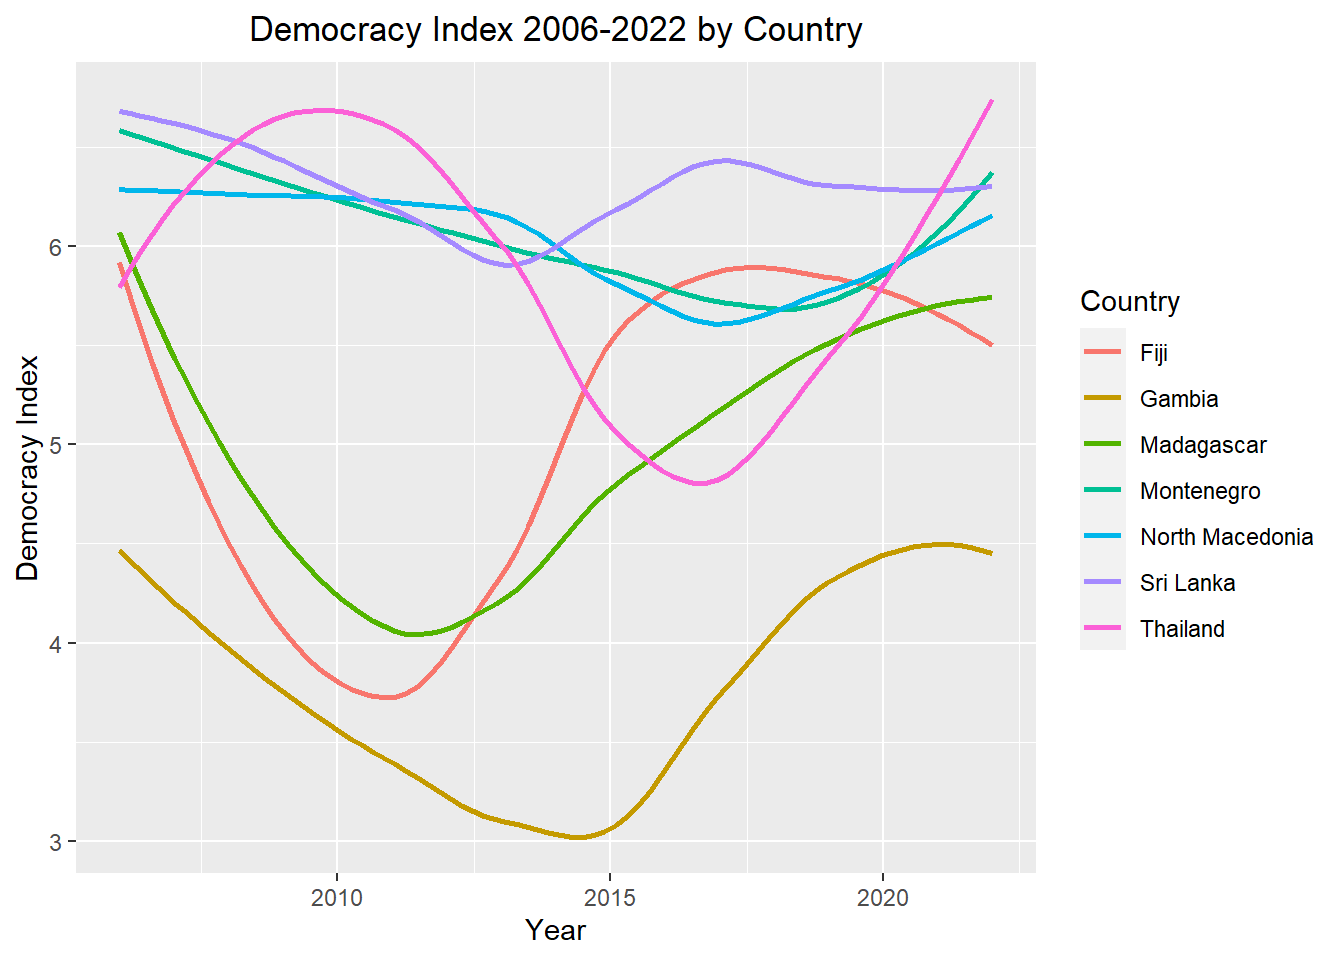 Democracy Index 2006-2022 by Country
Democracy Index
6
5
4
3
2010
2015
2020
Year
Country
Fiji
Gambia
Madagascar
Montenegro
North Macedonia
Sri Lanka
Thailand